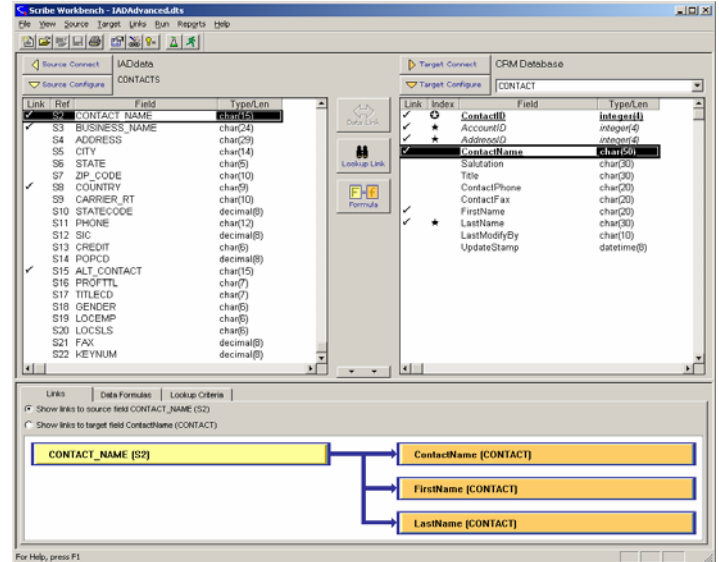 Scribe Workbench - IADAdvanced.dts
File View Source Target Links Run Reports Help
Source Connect IADdata
Source Configure CONTACTS
Target Connect CRM Database
Target Configure CONTACT
Link Ref Field Type/Len
S2 CONTACT_NAME char(15)
S3 BUSINESS_NAME char(24)
S4 ADDRESS char(29)
S5 CITY char(14)
S6 STATE char(5)
S7 ZIP_CODE char(10)
S8 COUNTRY char(9)
S9 CARRIER_RT char(10)
S10 STATECODE decimal(8)
S11 PHONE char(12)
S12 SIC decimal(8)
S13 CREDIT char(6)
S14 POPCD decimal(8)
S15 ALT_CONTACT char(15)
S16 PROFTTL char(7)
S17 TITLECD char(7)
S18 GENDER char(6)
S19 LOCEMP char(6)
S20 LOCSLS char(6)
S21 FAX decimal(8)
S22 KEYNUM decimal(8)
Data Link
Lookup Link
F=f
Formula
Link Index Field Type/Len
ContactID integer(4)
AccountID integer(4)
AddressID integer(4)
ContactName char(50)
Salutation char(30)
Title char(30)
ContactPhone char(20)
ContactFax char(20)
FirstName char(20)
LastName char(30)
LastModifyBy char(10)
UpdateStamp datetime(8)
Links Data Formulas Lookup Criteria
Show links to source field CONTACT_NAME (S2)
Show links to target field ContactName (CONTACT)
CONTACT_NAME (S2)
ContactName (CONTACT)
FirstName (CONTACT)
LastName (CONTACT)
For Help, press F1